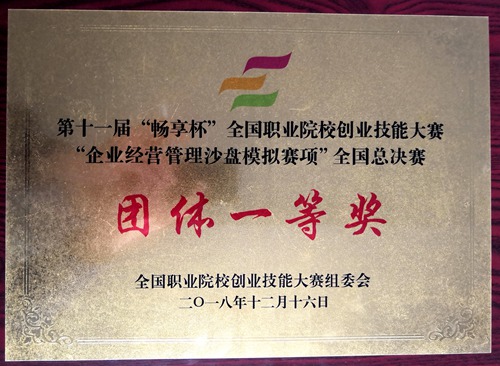 第十一届“畅享杯”全国职业院校创业技能大赛
“企业经营管理沙盘模拟赛项”全国总决赛
团体一等奖
全国职业院校创业技能大赛组委会
二〇一八年十二月十六日